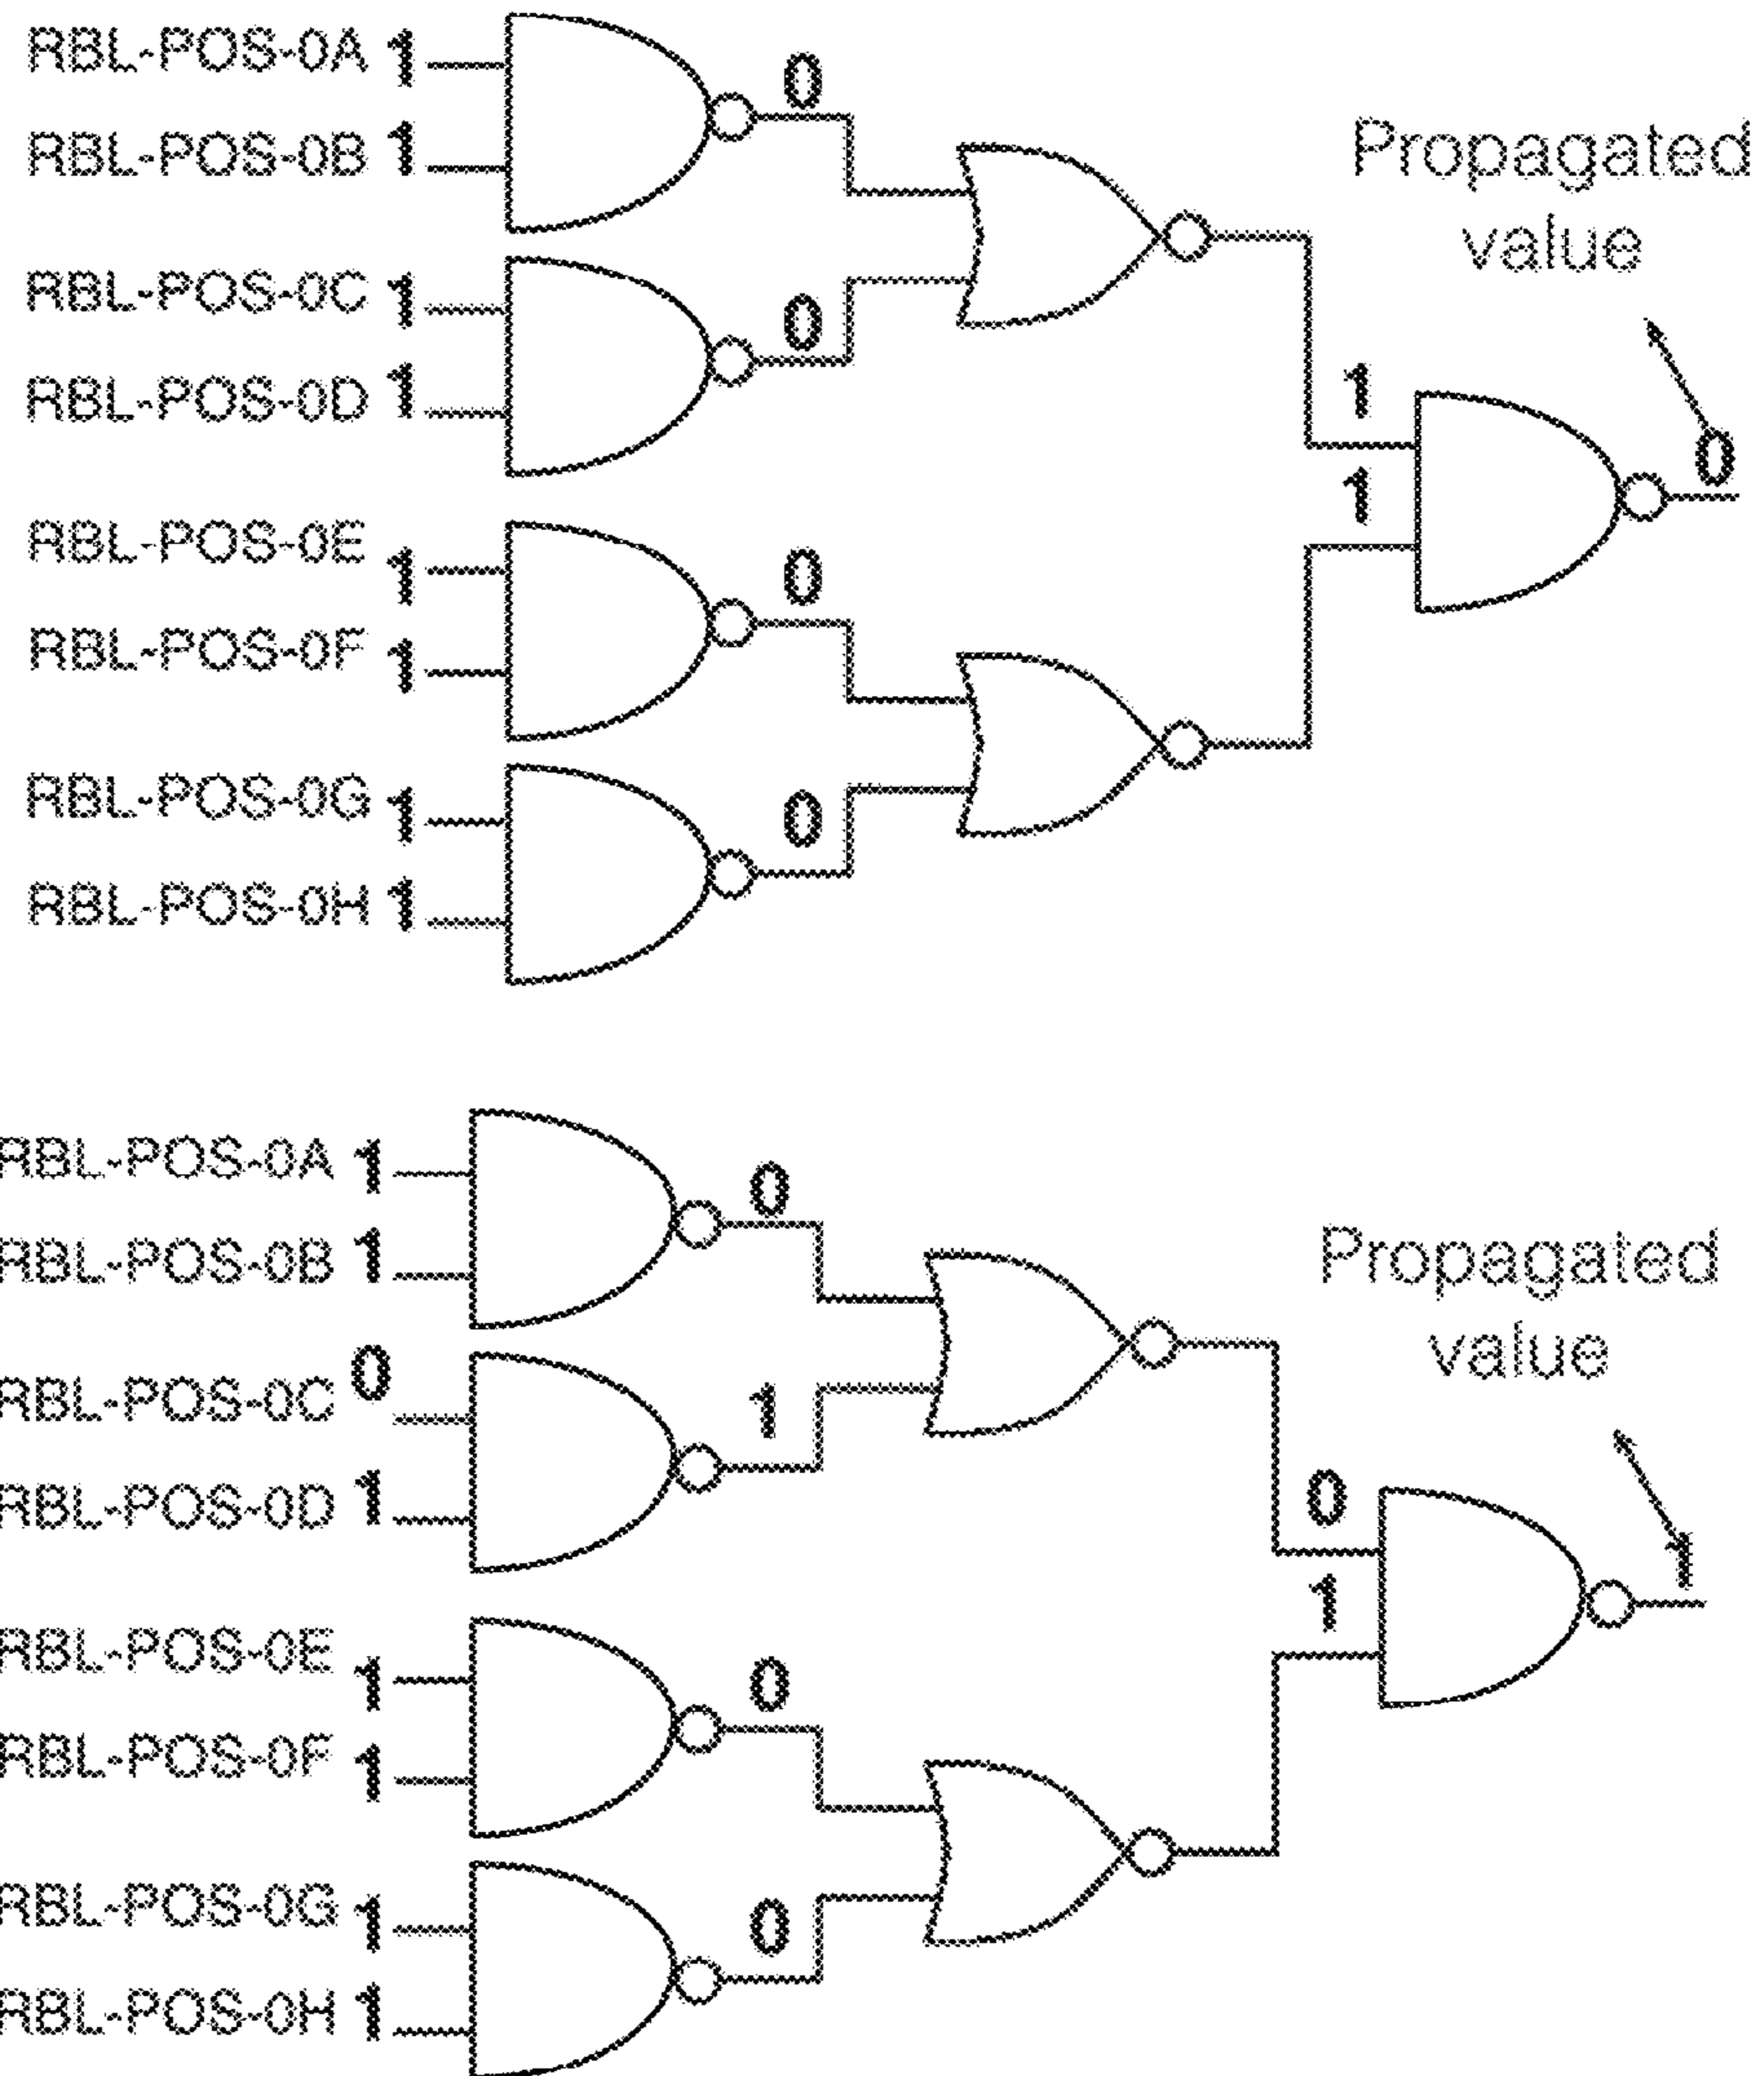 RBL-POS-0A 1
0
RBL-POS-0B 1
Propagated
value
RBL-POS-0C 1
0
RBL-POS-0D 1
1
0
1
RBL-POS-0E 1
0
RBL-POS-0F 1
RBL-POS-0G 1
0
RBL-POS-0H 1
RBL-POS-0A 1
0
RBL-POS-0B 1
Propagated
value
RBL-POS-0C 0
1
RBL-POS-0D 1
0
1
1
RBL-POS-0E 1
0
RBL-POS-0F 1
RBL-POS-0G 1
0
RBL-POS-0H 1